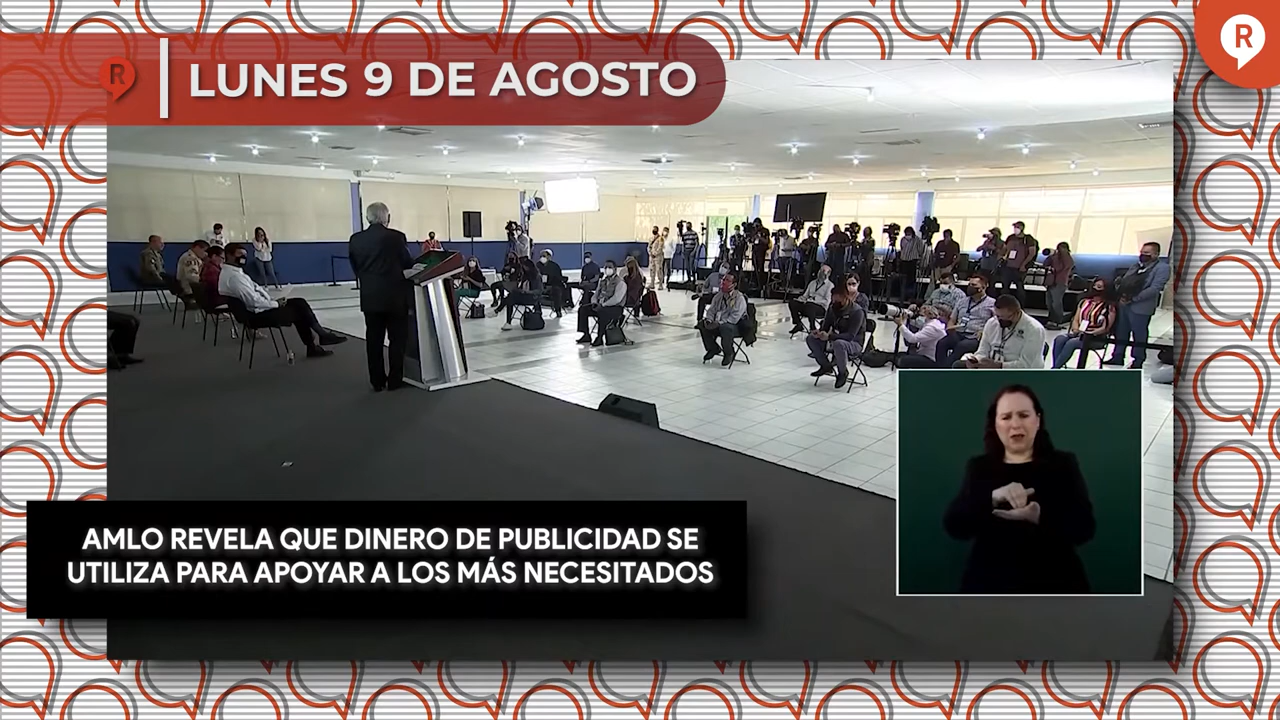 R
R
LUNES 9 DE AGOSTO
AMLO REVELA QUE DINERO DE PUBLICIDAD SE
UTILIZA PARA APOYAR A LOS MÁS NECESITADOS